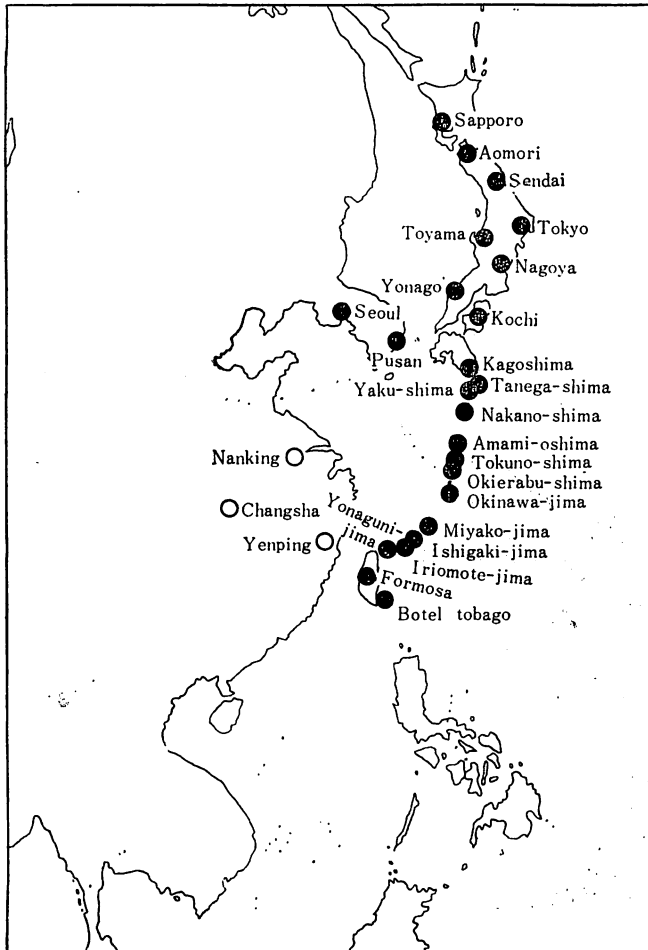 Sapporo
Aomori
Sendai
Tokyo
Toyama
Nagoya
Yonago
Seoul
Kochi
Pusan
Kagoshima
Tanega-shima
Yaku-shima
Nakano-shima
Amami-oshima
Nanking
Tokuno-shima
Okierabu-shima
Okinawa-jima
Changsha
Yonaguni-
jima
Miyako-jima
Yenping
Ishigaki-jima
Iriomote-jima
Formosa
Botel tobago